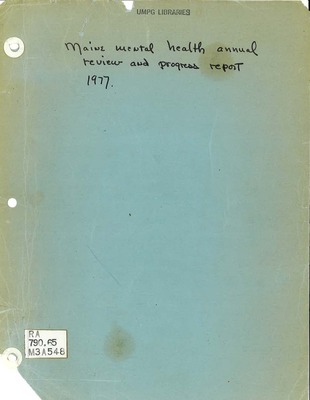 UMPG LIBRARIES
Maine mental health annual
review and progress report
1977.
RA
790.65
M3A548